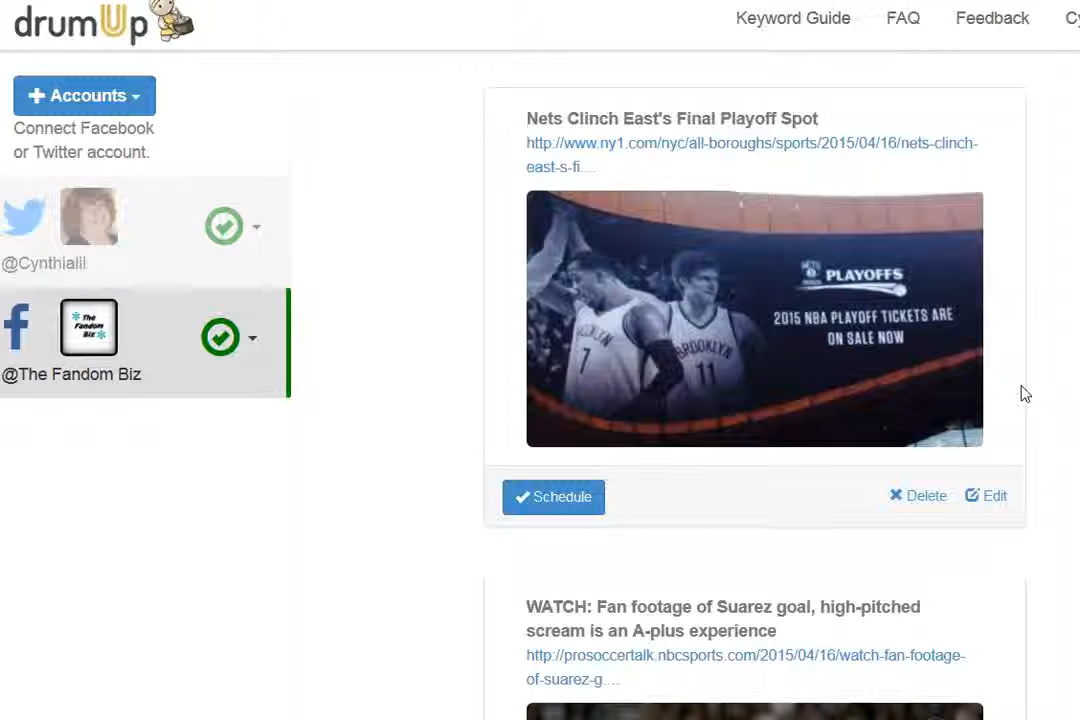 drumUp
Keyword Guide FAQ Feedback Cy
+ Accounts
Connect Facebook
or Twitter account.
@Cynthialil
The
Fandom
Biz
@The Fandom Biz
Nets Clinch East's Final Playoff Spot
http://www.ny1.com/nyc/all-boroughs/sports/2015/04/16/nets-clinch-
east-s-fi....
NETS PLAYOFFS
2015 NBA PLAYOFF TICKETS ARE
ON SALE NOW
7
BROOKLYN
11
Schedule
Delete Edit
WATCH: Fan footage of Suarez goal, high-pitched
scream is an A-plus experience
http://prosoccertalk.nbcsports.com/2015/04/16/watch-fan-footage-
of-suarez-g....